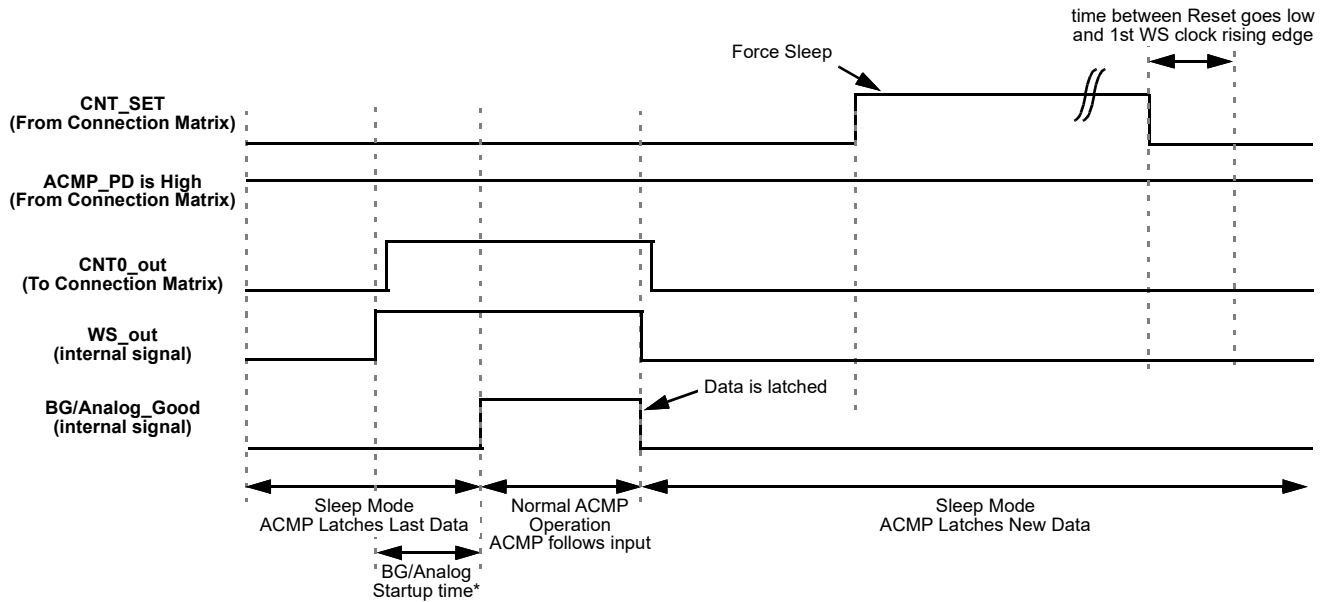 time between Reset goes low
and 1st WS clock rising edge
Force Sleep
CNT_SET
(From Connection Matrix)
ACMP_PD is High
(From Connection Matrix)
CNT0_out
(To Connection Matrix)
WS_out
(internal signal)
Data is latched
BG/Analog_Good
(internal signal)
Sleep Mode
ACMP Latches Last Data
Normal ACMP
Operation
ACMP follows input
Sleep Mode
ACMP Latches New Data
BG/Analog
Startup time*